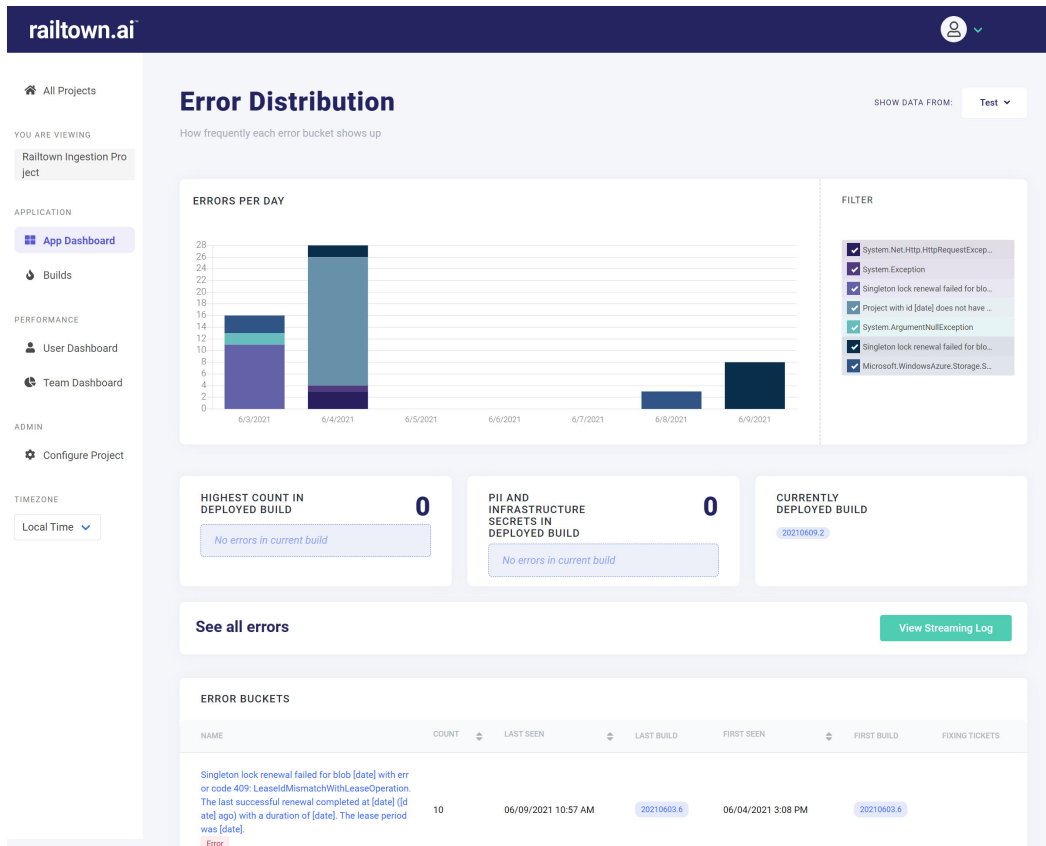 railtown.ai
All Projects
YOU ARE VIEWING
Railtown Ingestion Pro
ject
APPLICATION
App Dashboard
Builds
PERFORMANCE
User Dashboard
Team Dashboard
ADMIN
Configure Project
TIMEZONE
Local Time
Error Distribution
How frequently each error bucket shows up
SHOW DATA FROM:
Test
ERRORS PER DAY
28
26
24
22
20
18
16
14
12
10
8
6
4
2
0
6/3/2021
6/4/2021
6/5/2021
6/6/2021
6/7/2021
6/8/2021
6/9/2021
FILTER
System.Net.Http.HttpRequestExcep...
System.Exception
Singleton lock renewal failed for blo...
Project with id [date] does not have ...
System.ArgumentNullException
Singleton lock renewal failed for blo...
Microsoft.WindowsAzure.Storage.S...
HIGHEST COUNT IN
DEPLOYED BUILD
0
No errors in current build
PII AND
INFRASTRUCTURE
SECRETS IN
DEPLOYED BUILD
0
No errors in current build
CURRENTLY
DEPLOYED BUILD
20210609.2
See all errors
View Streaming Log
ERROR BUCKETS
NAME
COUNT
LAST SEEN
LAST BUILD
FIRST SEEN
FIRST BUILD
FIXING TICKETS
Singleton lock renewal failed for blob [date] with err
or code 409: LeaseIdMismatchWithLeaseOperation.
The last successful renewal completed at [date] ([d
ate] ago) with a duration of [date]. The lease period
was [date].
Error
10
06/09/2021 10:57 AM
20210603.6
06/04/2021 3:08 PM
20210603.6